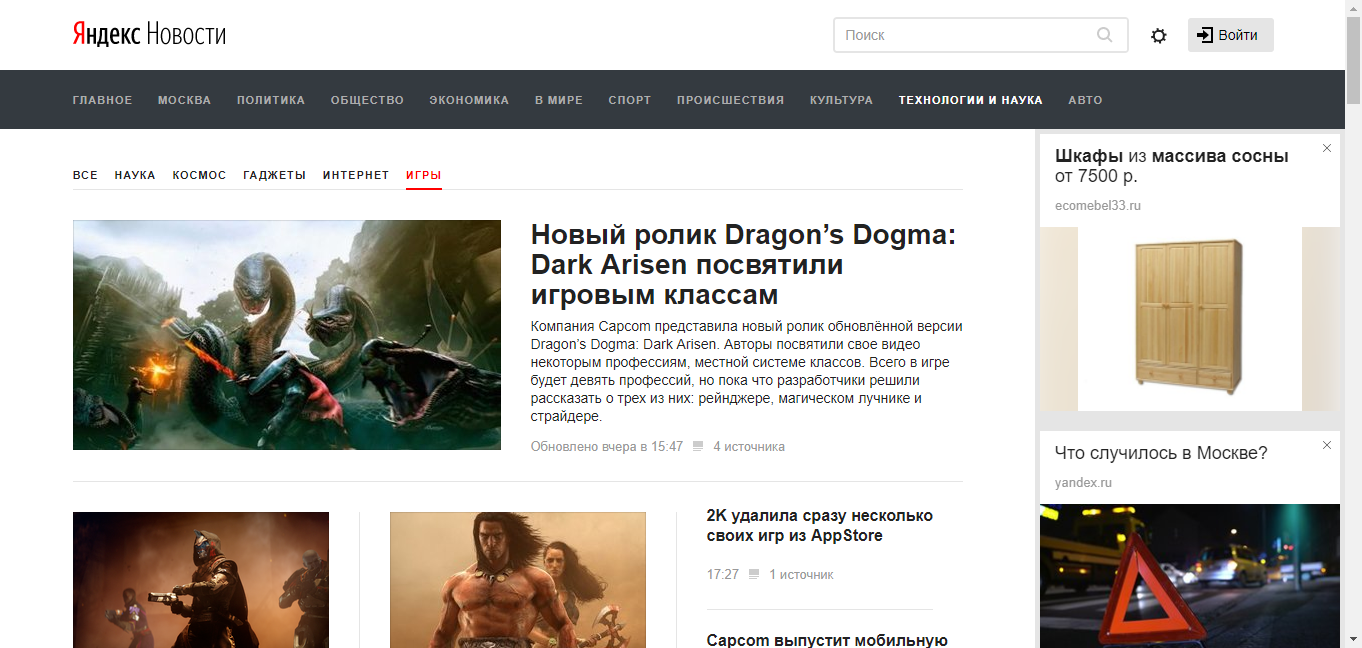 Яндекс Новости
Поиск
Войти
ГЛАВНОЕ МОСКВА ПОЛИТИКА ОБЩЕСТВО ЭКОНОМИКА В МИРЕ СПОРТ ПРОИСШЕСТВИЯ КУЛЬТУРА ТЕХНОЛОГИИ И НАУКА АВТО
ВСЕ НАУКА КОСМОС ГАДЖЕТЫ ИНТЕРНЕТ ИГРЫ
Новый ролик Dragon’s Dogma:
Dark Arisen посвятили
игровым классам
Компания Capcom представила новый ролик обновлённой версии
Dragon’s Dogma: Dark Arisen. Авторы посвятили свое видео
некоторым профессиям, местной системе классов. Всего в игре
будет девять профессий, но пока что разработчики решили
рассказать о трех из них: рейнджере, магическом лучнике и
страйдере.
Обновлено вчера в 15:47 4 источника
2K удалила сразу несколько
своих игр из AppStore
17:27 1 источник
Capcom выпустит мобильную
Шкафы из массива сосны
от 7500 р.
ecomebel33.ru
Что случилось в Москве?
yandex.ru